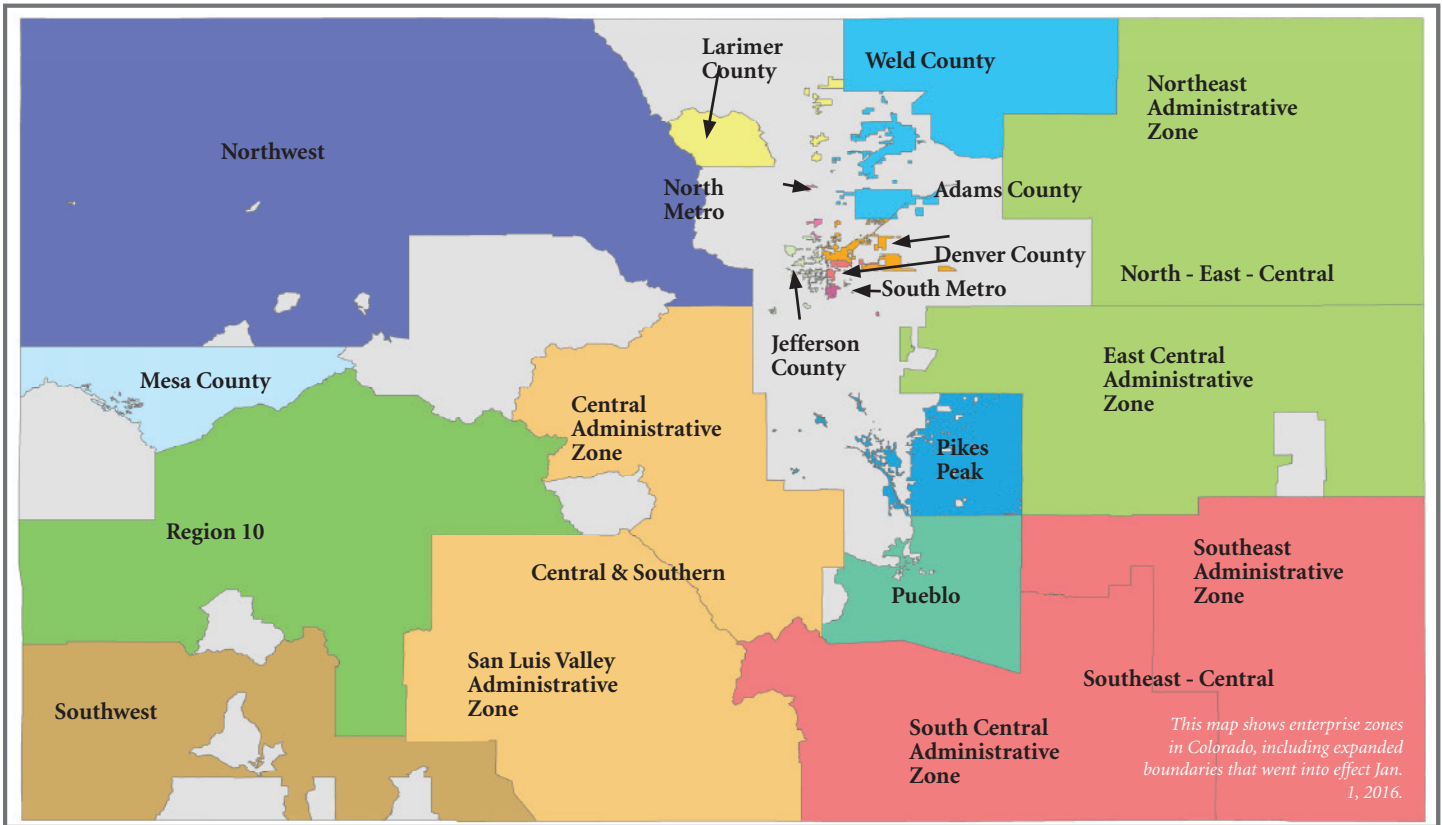 Larimer
County
Weld County
Northeast
Administrative
Zone
Northwest
North
Metro
Adams County
Denver County
North - East - Central
South Metro
Jefferson
County
East Central
Administrative
Zone
Mesa County
Central
Administrative
Zone
Pikes
Peak
Region 10
Southeast
Administrative
Zone
Central & Southern
Pueblo
San Luis Valley
Administrative
Zone
Southeast - Central
Southwest
South Central
Administrative
Zone
This map shows enterprise zones
in Colorado, including expanded
boundaries that went into effect Jan.
1, 2016.